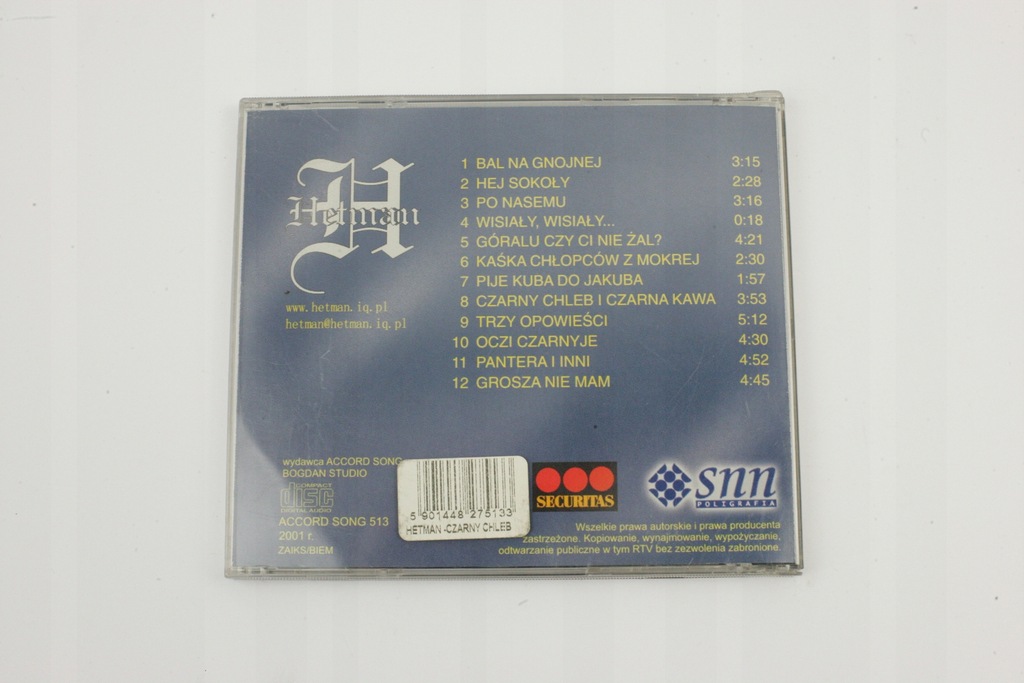 H
Hetman
www.hetman.iq.pl
hetman@hetman.iq.pl
1 BAL NA GNOJNEJ 3:15
2 HEJ SOKOŁY 2:28
3 PO NASEMU 3:16
4 WISIAŁY, WISIAŁY... 0:18
5 GÓRALU CZY CI NIE ŻAL? 4:21
6 KAŚKA CHŁOPCÓW Z MOKREJ 2:30
7 PIJE KUBA DO JAKUBA 1:57
8 CZARNY CHLEB I CZARNA KAWA 3:53
9 TRZY OPOWIEŚCI 5:12
10 OCZI CZARNYJE 4:30
11 PANTERA I INNI 4:52
12 GROSZA NIE MAM 4:45
wydawca ACCORD SONG
BOGDAN STUDIO
COMPACT
disc
DIGITAL AUDIO
ACCORD SONG 513
2001 r.
ZAIKS/BIEM
5 901448 275133
HETMAN -CZARNY CHLEB
SECURITAS
snn
POLIGRAFIA
Wszelkie prawa autorskie i prawa producenta
zastrzeżone. Kopiowanie, wynajmowanie, wypożyczanie,
odtwarzanie publiczne w tym RTV bez zezwolenia zabronione.